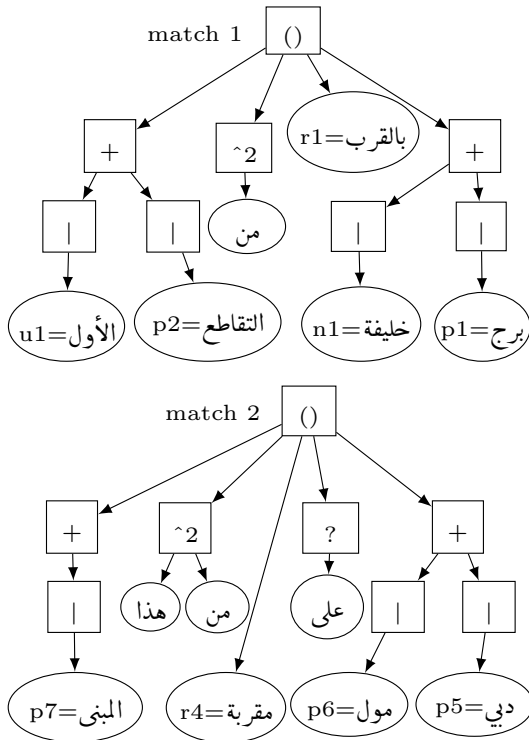 match 1
()
+ ^2 r1=بالقرب +
| | من | |
u1=الأول p2=التقاطع n1=خليفة p1=برج
match 2
()
+ ^2 ? +
| هذا من على | |
p7=المبنى r4=مقربة p6=مول p5=دبي